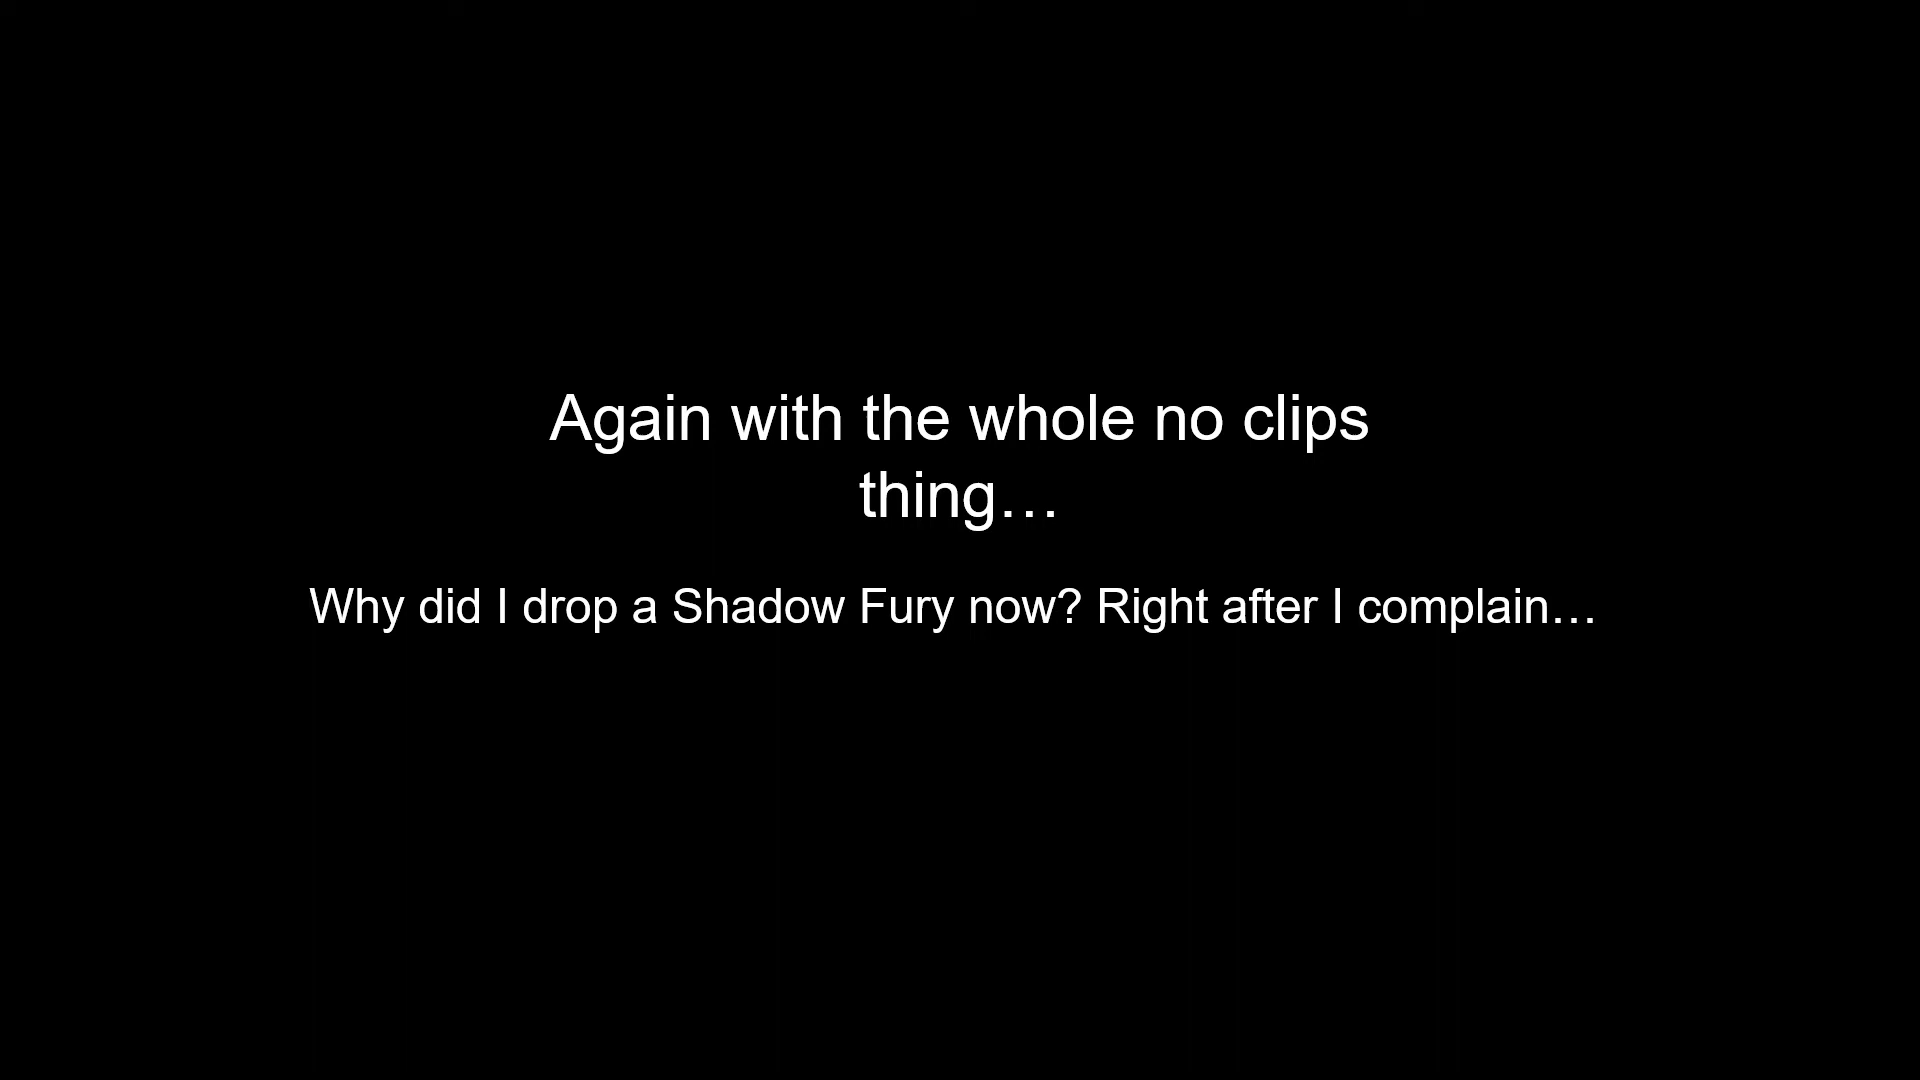 Again with the whole no clips
thing…
Why did I drop a Shadow Fury now? Right after I complain…